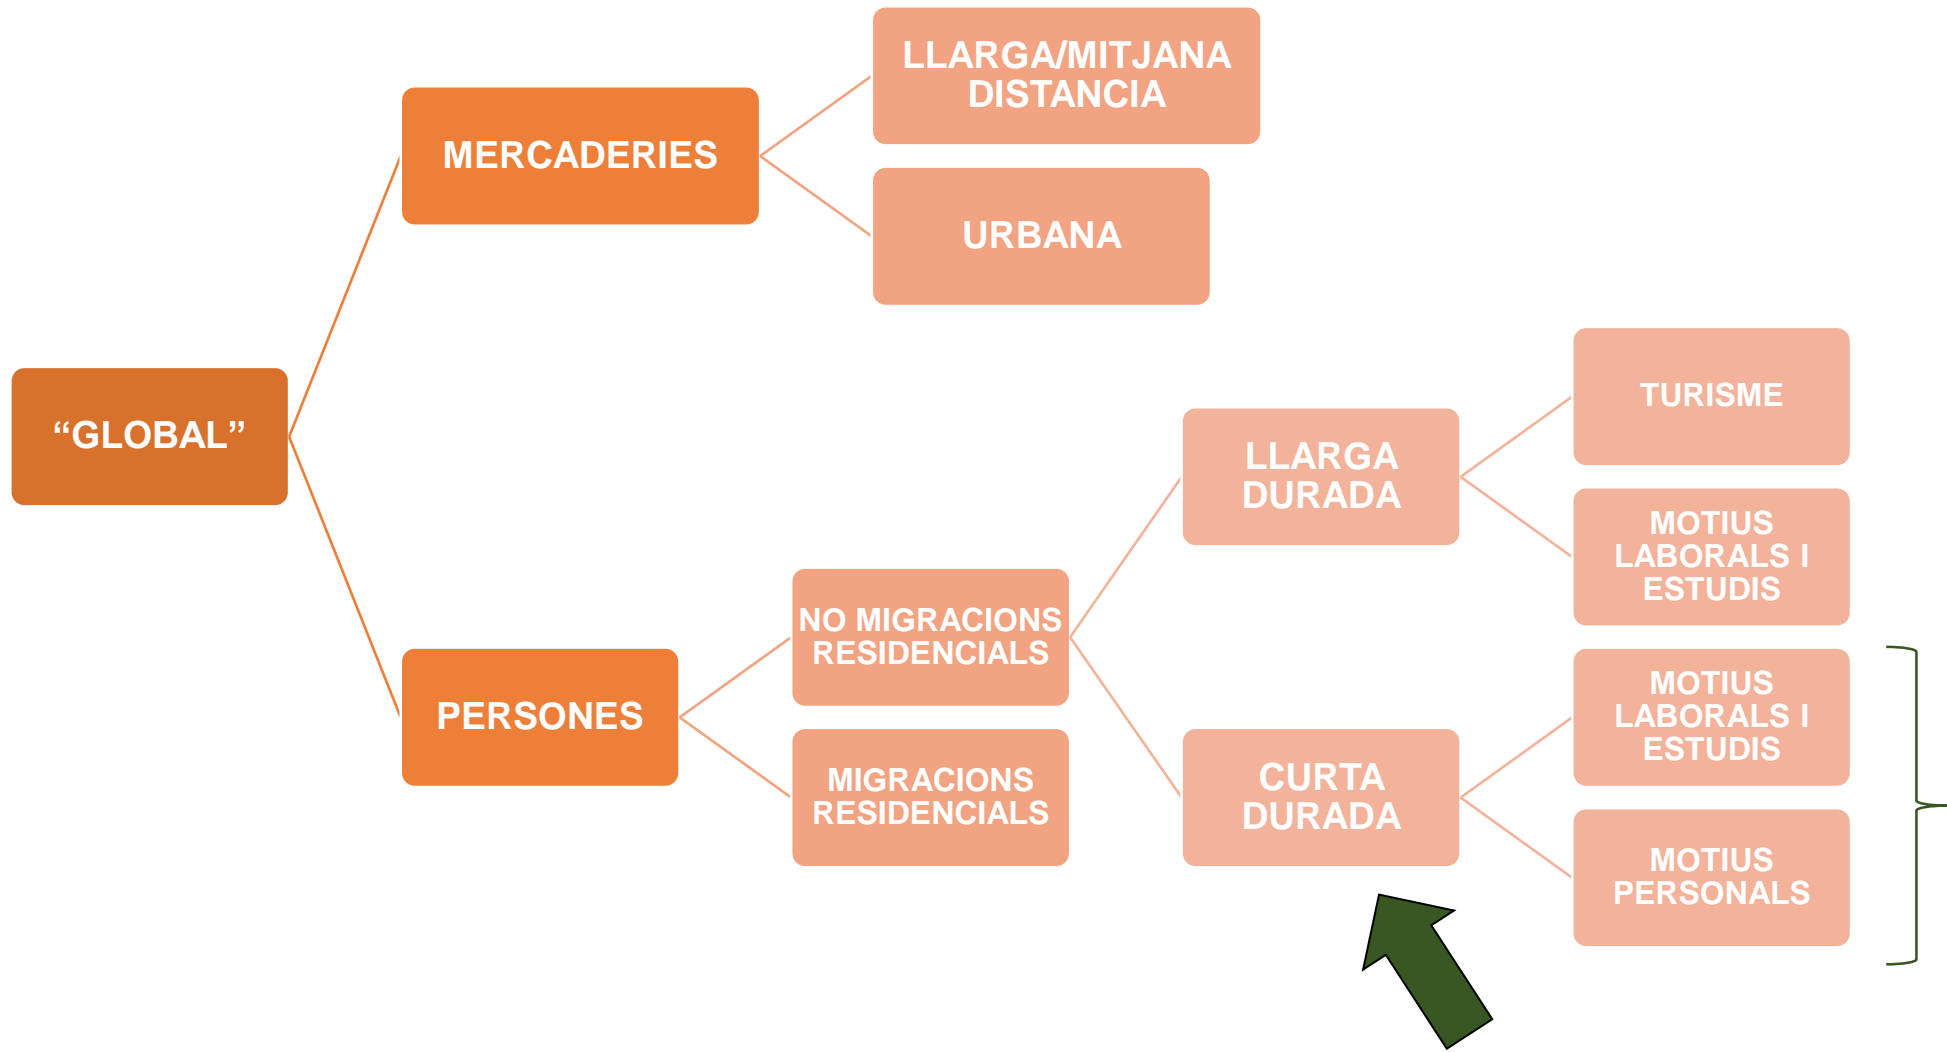 “GLOBAL”
MERCADERIES
LLARGA/MITJANA
DISTANCIA
URBANA
PERSONES
NO MIGRACIONS
RESIDENCIALS
LLARGA
DURADA
TURISME
MOTIUS
LABORALS I
ESTUDIS
CURTA
DURADA
MOTIUS
LABORALS I
ESTUDIS
MOTIUS
PERSONALS
MIGRACIONS
RESIDENCIALS